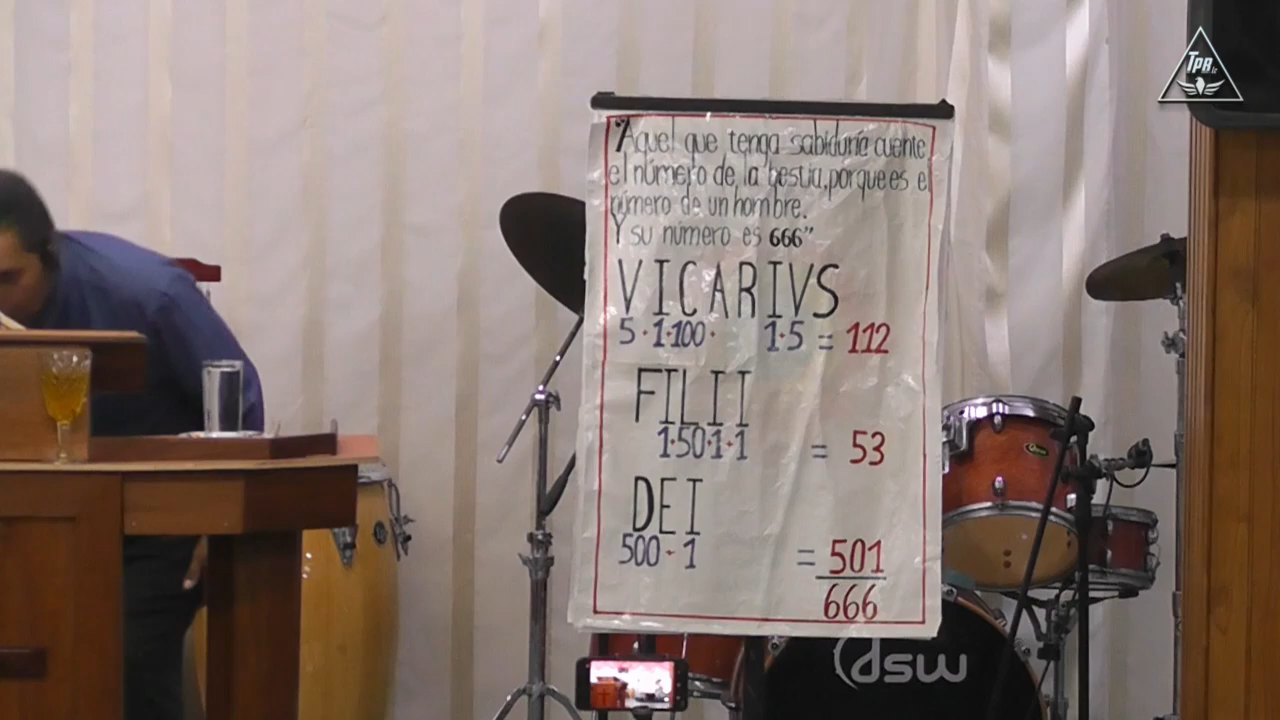 "Aquel que tenga sabiduría cuente
el número de la bestia, porque es el
número de un hombre.
Y su número es 666"
VICARIVS
5·1·100· 1·5 = 112
FILII
1·50·1·1 = 53
DEI
500·1 = 501
666
dsw
TPB